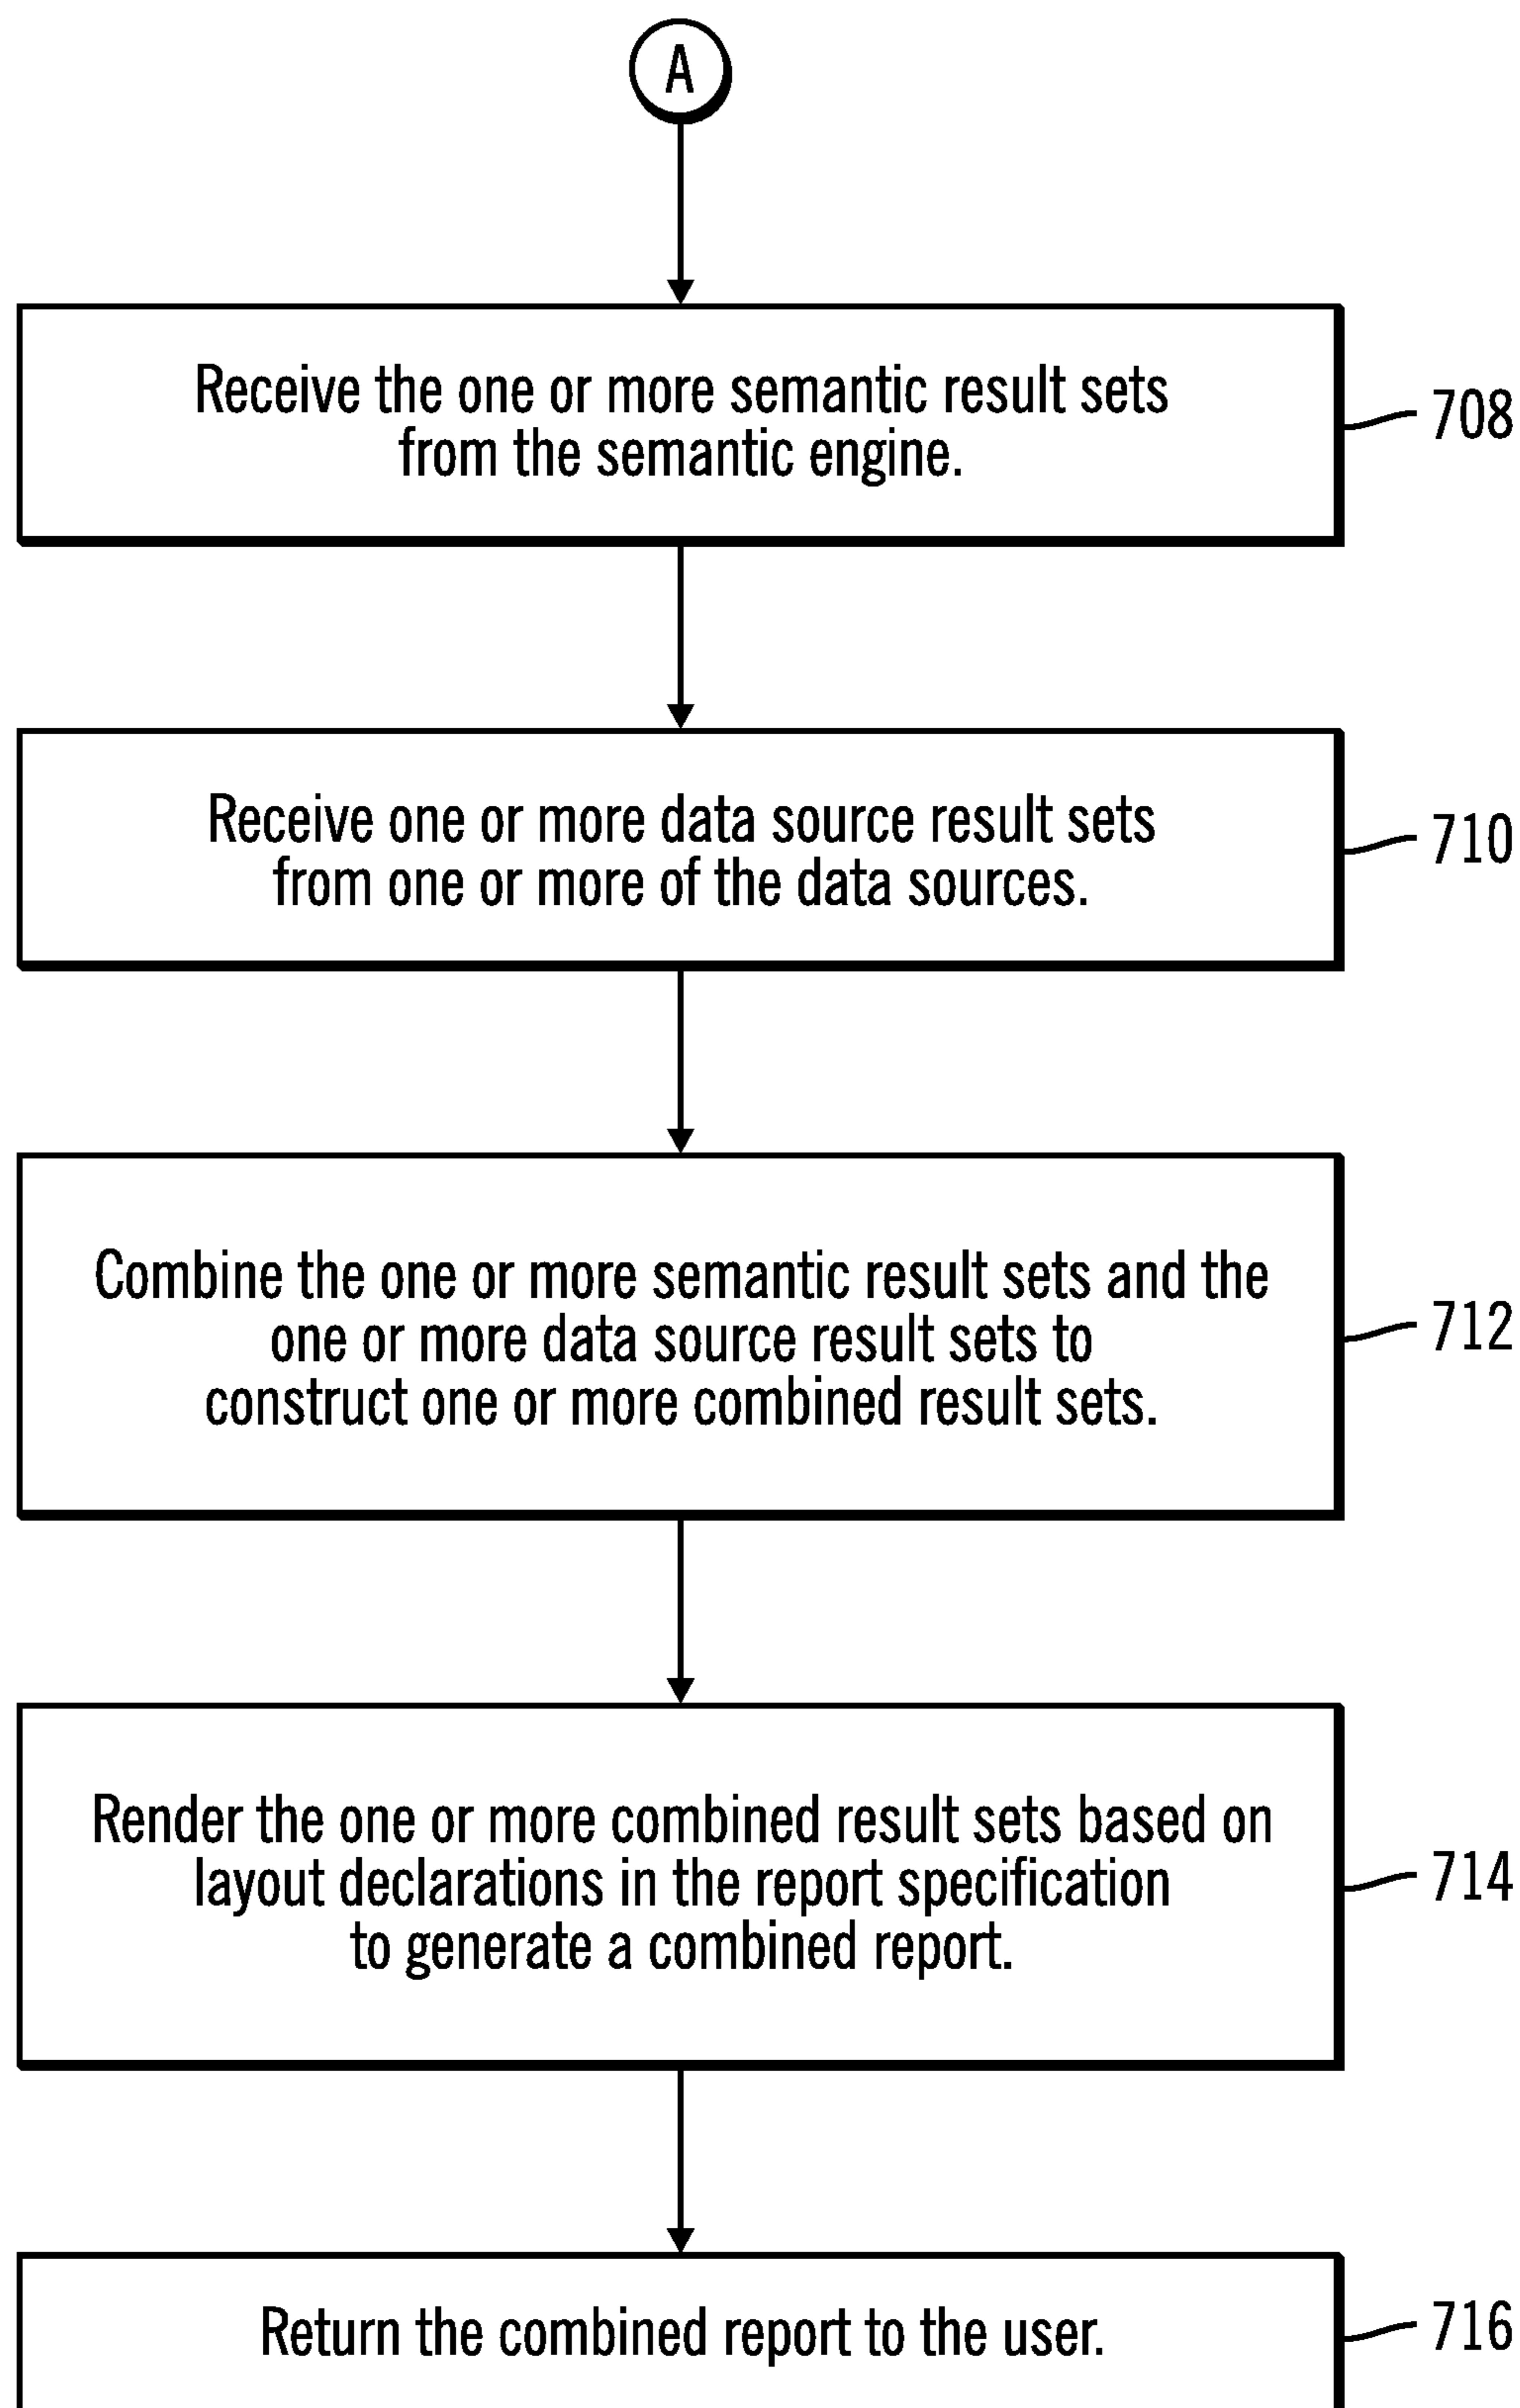 A
Receive the one or more semantic result sets
from the semantic engine.
708
Receive one or more data source result sets
from one or more of the data sources.
710
Combine the one or more semantic result sets and the
one or more data source result sets to
construct one or more combined result sets.
712
Render the one or more combined result sets based on
layout declarations in the report specification
to generate a combined report.
714
Return the combined report to the user.
716